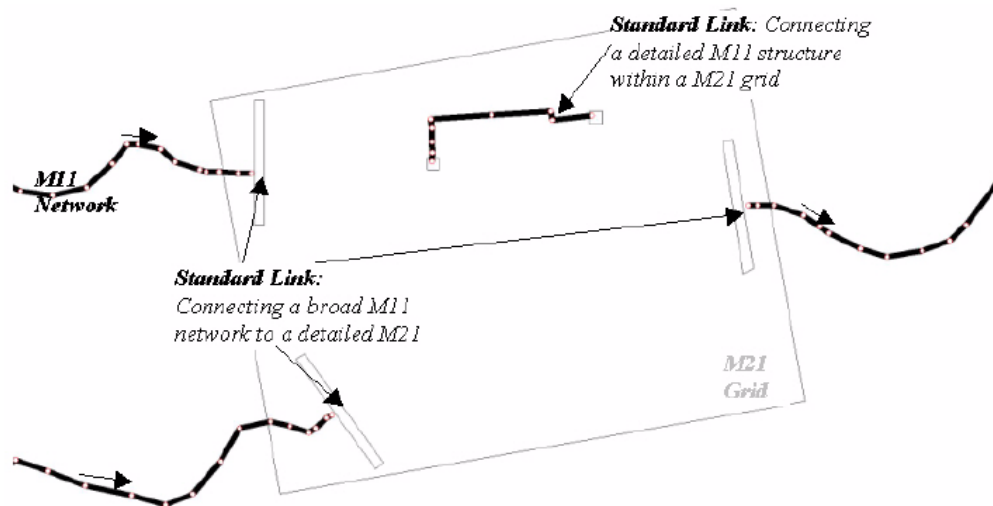 Standard Link: Connecting
a detailed M11 structure
within a M21 grid
M11
Network
Standard Link:
Connecting a broad M11
network to a detailed M21
M21
Grid